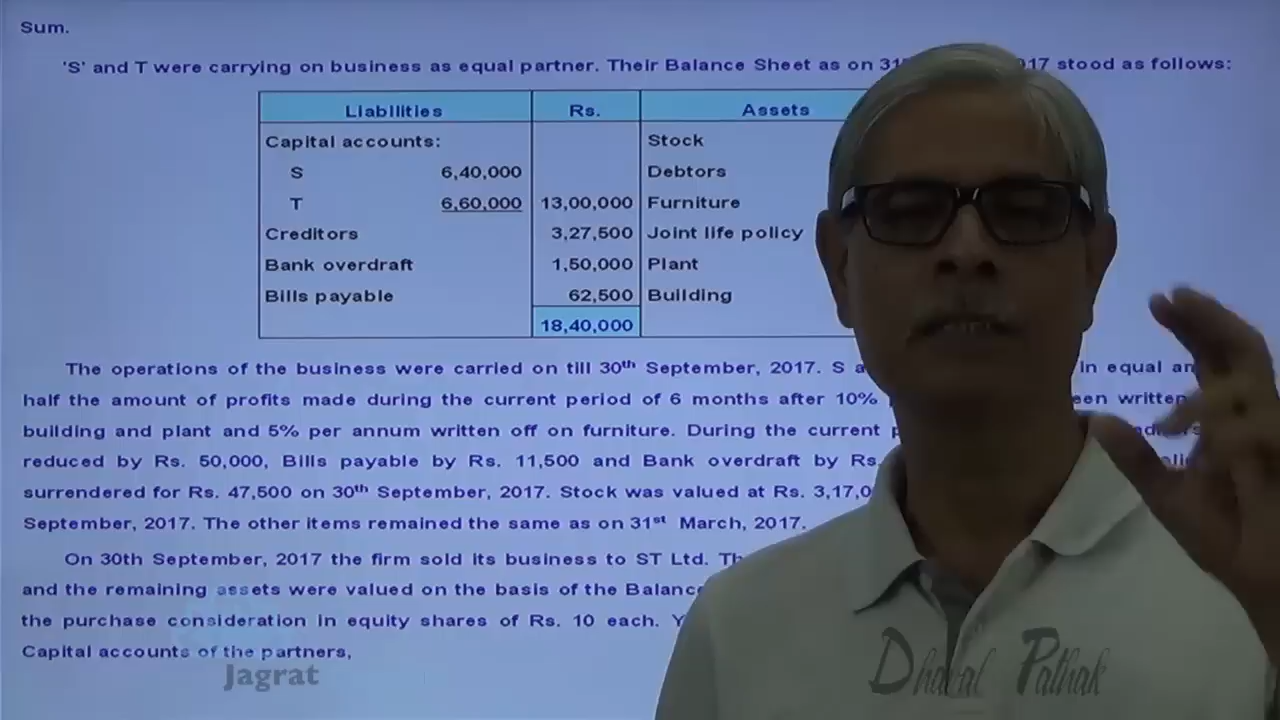 Sum.
'S' and T were carrying on business as equal partner. Their Balance Sheet as on 31 17 stood as follows:
Liabilities Rs. Assets
Capital accounts: Stock
S 6,40,000 Debtors
T 6,60,000 13,00,000 Furniture
Creditors 3,27,500 Joint life policy
Bank overdraft 1,50,000 Plant
Bills payable 62,500 Building
18,40,000
The operations of the business were carried on till 30th September, 2017. S in equal
half the amount of profits made during the current period of 6 months after 10% written
building and plant and 5% per annum written off on furniture. During the current
reduced by Rs. 50,000, Bills payable by Rs. 11,500 and Bank overdraft by Rs.
surrendered for Rs. 47,500 on 30th September, 2017. Stock was valued at Rs. 3,17,0
September, 2017. The other items remained the same as on 31st March, 2017.
On 30th September, 2017 the firm sold its business to ST Ltd.
and the remaining assets were valued on the basis of the
the purchase consideration in equity shares of Rs. 10 each.
Capital accounts of the partners,
Jagrat
Dhaval Pathak